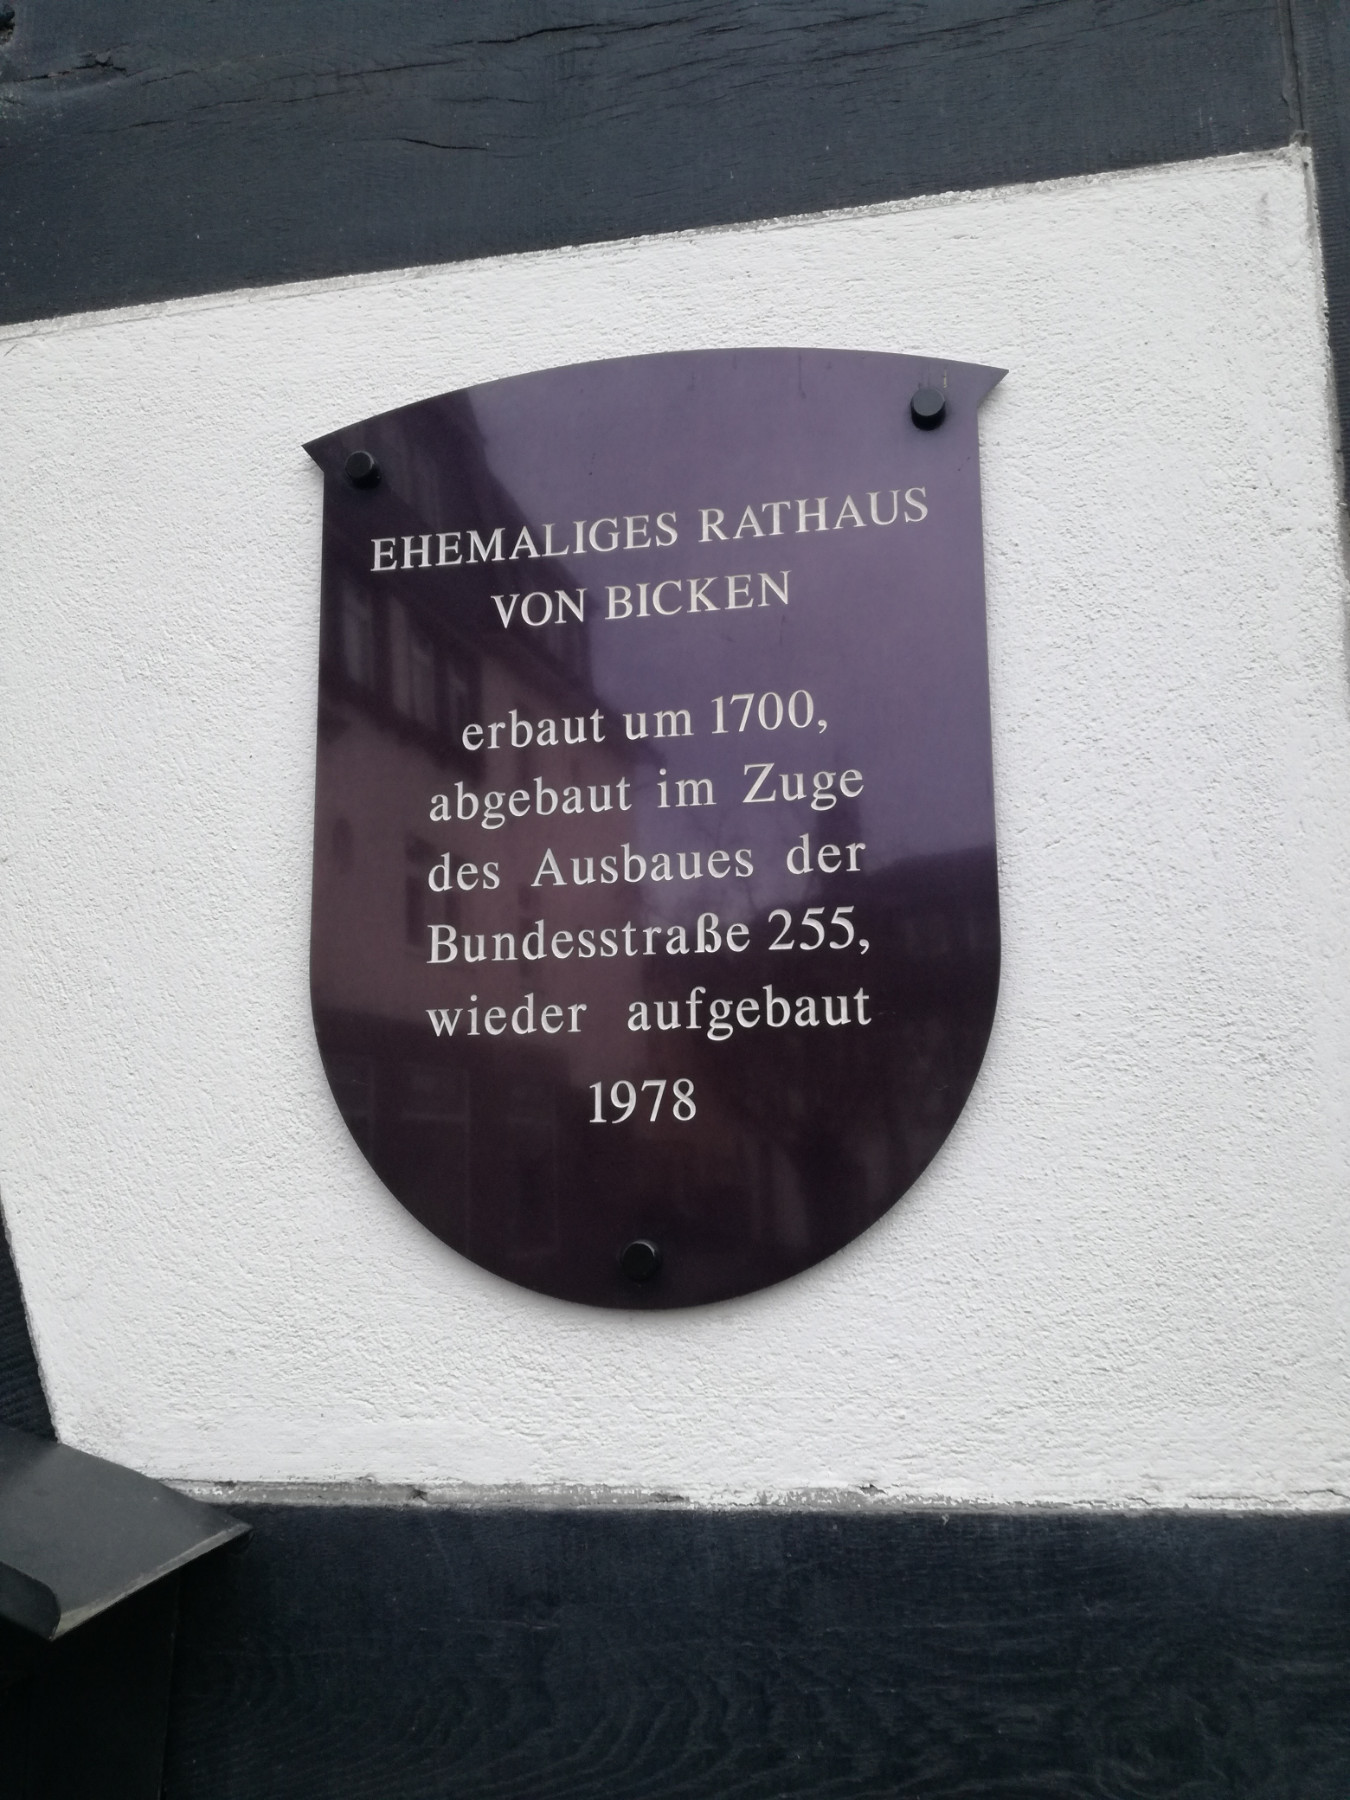 EHEMALIGES RATHAUS
VON BICKEN
erbaut um 1700,
abgebaut im Zuge
des Ausbaues der
Bundesstraße 255,
wieder aufgebaut
1978